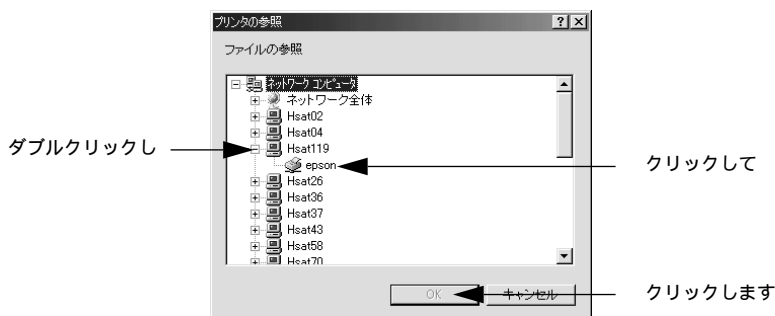 プリンタの参照
ファイルの参照
ネットワーク コンピュータ
ネットワーク全体
Hsat02
Hsat04
Hsat119
ダブルクリックし
epson
クリックして
Hsat26
Hsat36
Hsat37
Hsat43
Hsat58
Hsat70
OK
キャンセル
クリックします